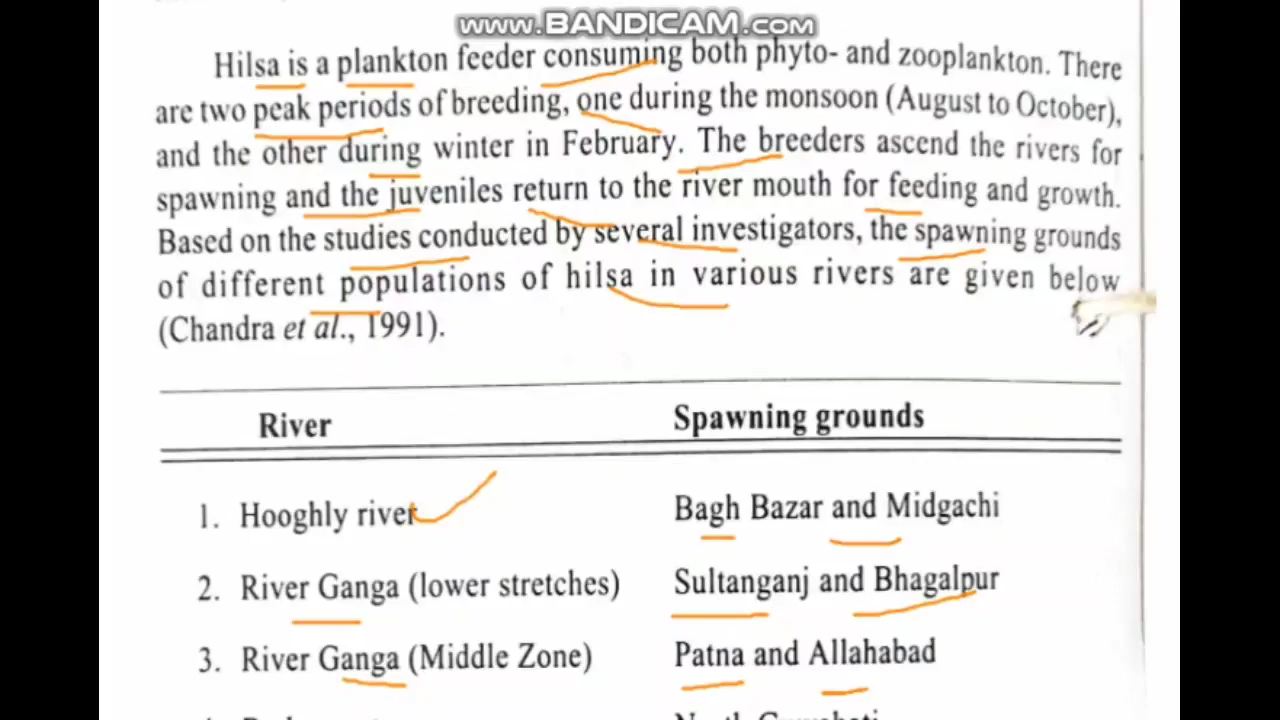 WWW.BANDICAM.COM
Hilsa is a plankton feeder consuming both phyto- and zooplankton. There
are two peak periods of breeding, one during the monsoon (August to October),
and the other during winter in February. The breeders ascend the rivers for
spawning and the juveniles return to the river mouth for feeding and growth.
Based on the studies conducted by several investigators, the spawning grounds
of different populations of hilsa in various rivers are given below
(Chandra et al., 1991).
River Spawning grounds
1. Hooghly river Bagh Bazar and Midgachi
2. River Ganga (lower stretches) Sultanganj and Bhagalpur
3. River Ganga (Middle Zone) Patna and Allahabad